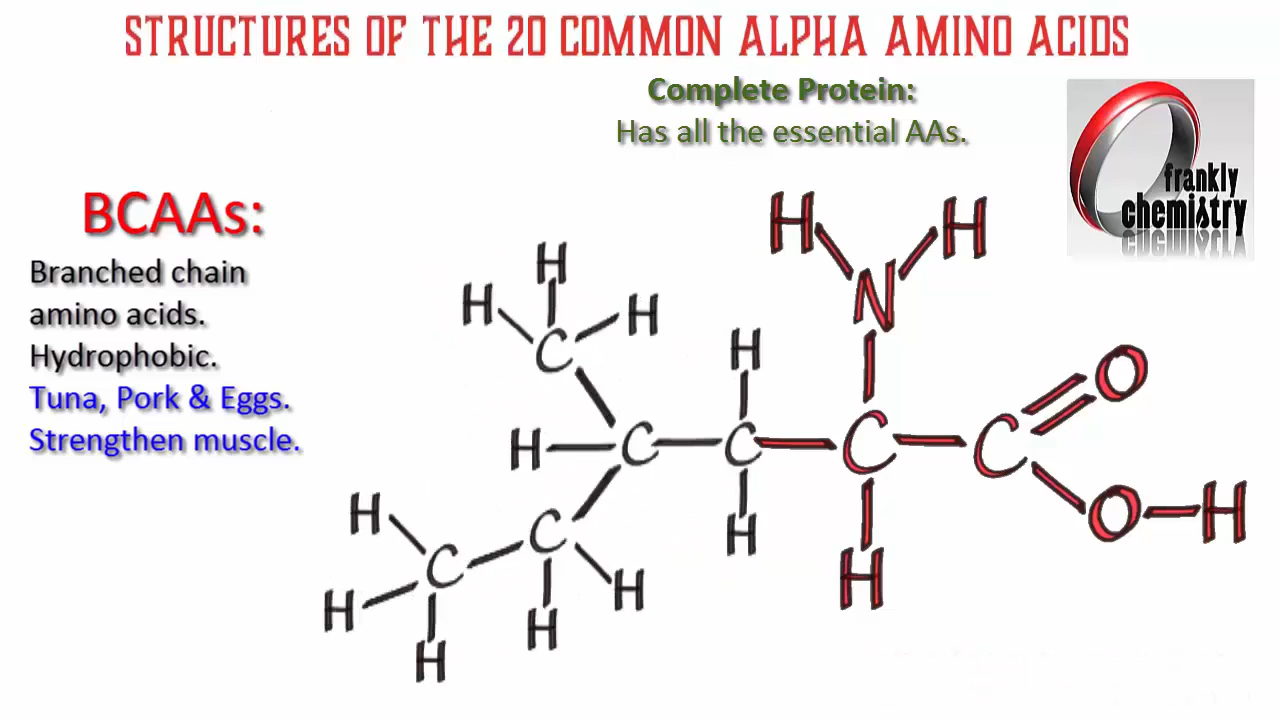 STRUCTURES OF THE 20 COMMON ALPHA AMINO ACIDS
Complete Protein:
Has all the essential AAs.
frankly
chemistry
BCAAs:
Branched chain
amino acids.
Hydrophobic.
Tuna, Pork & Eggs.
Strengthen muscle.
H H
H
H H
N
C
H
O
H C C C C
H
O H
H
C
C
H
H
H
H
H